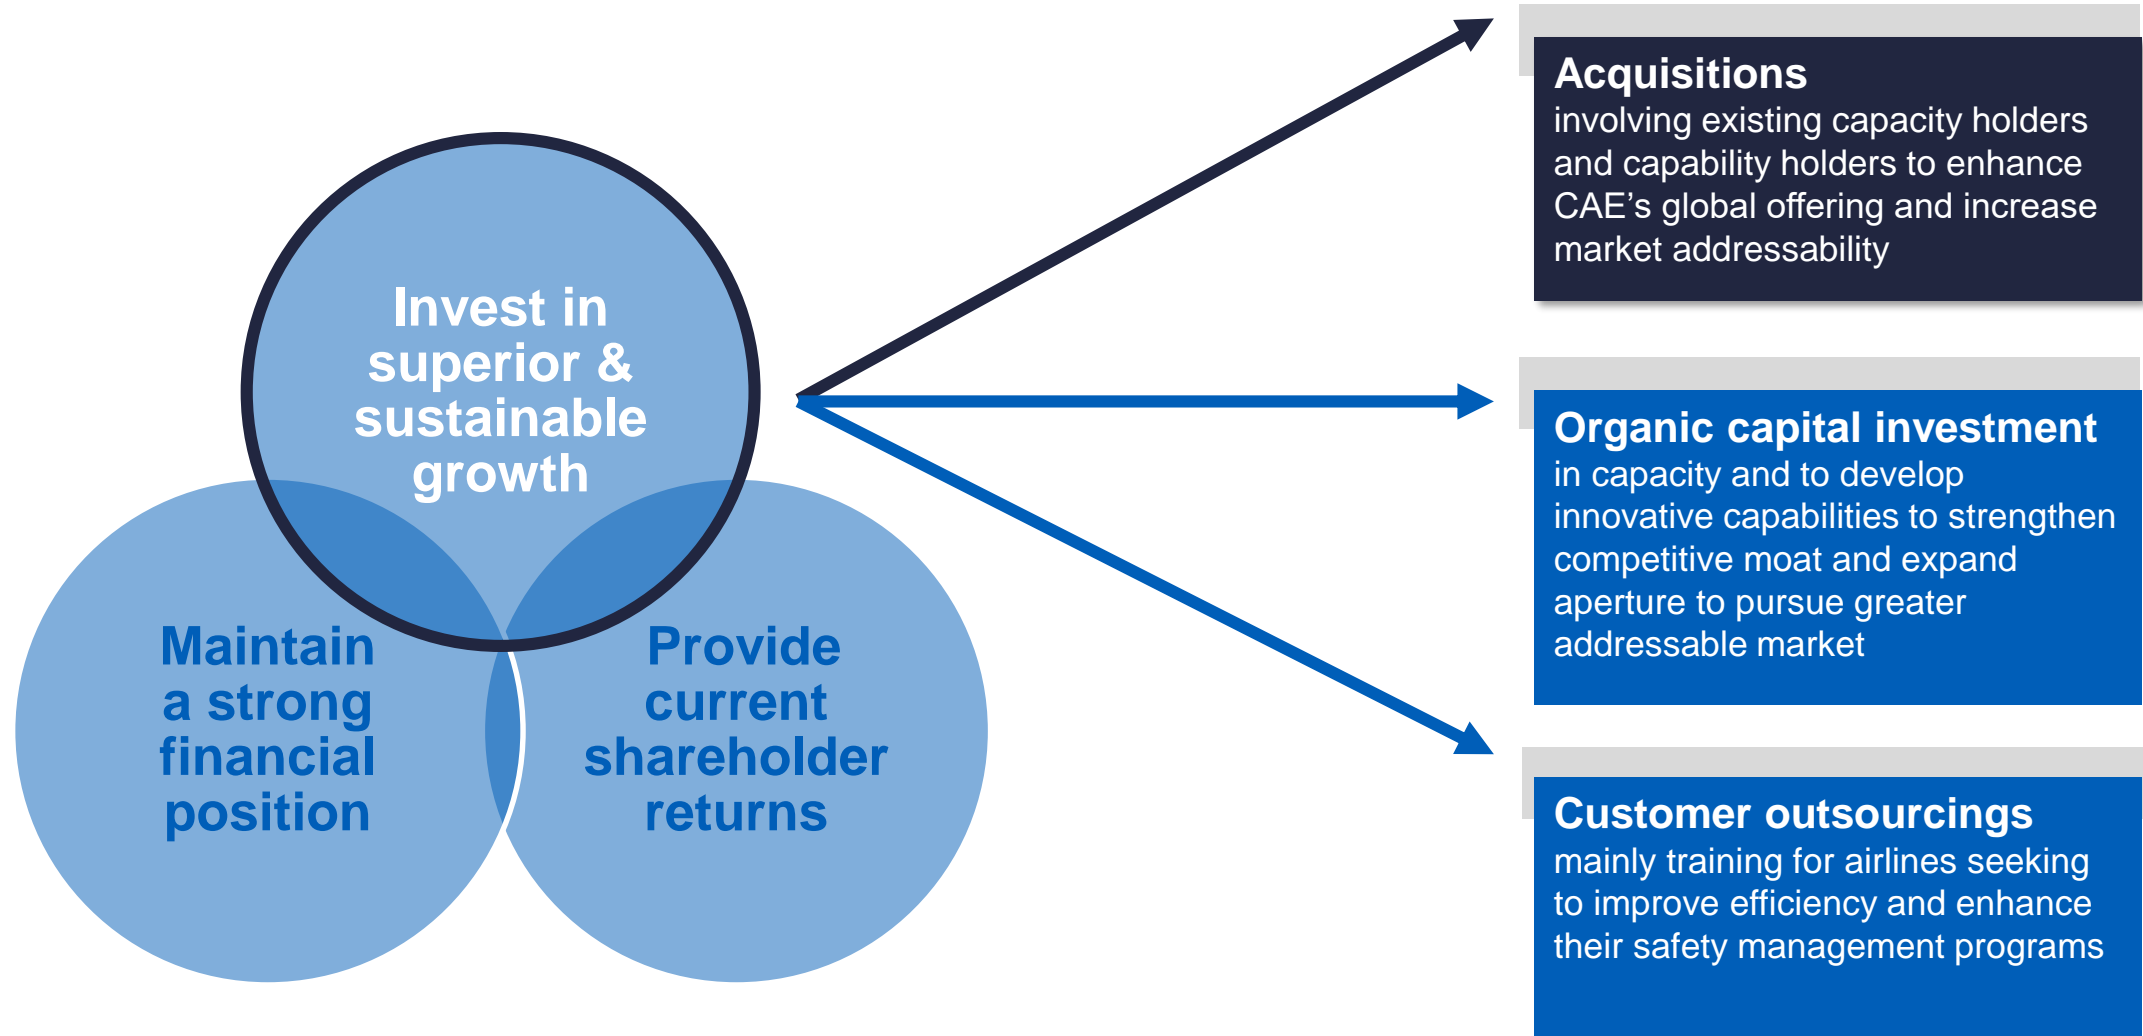 Invest in
superior &
sustainable
growth
Maintain
a strong
financial
position
Provide
current
shareholder
returns
Acquisitions
involving existing capacity holders
and capability holders to enhance
CAE’s global offering and increase
market addressability
Organic capital investment
in capacity and to develop
innovative capabilities to strengthen
competitive moat and expand
aperture to pursue greater
addressable market
Customer outsourcings
mainly training for airlines seeking
to improve efficiency and enhance
their safety management programs